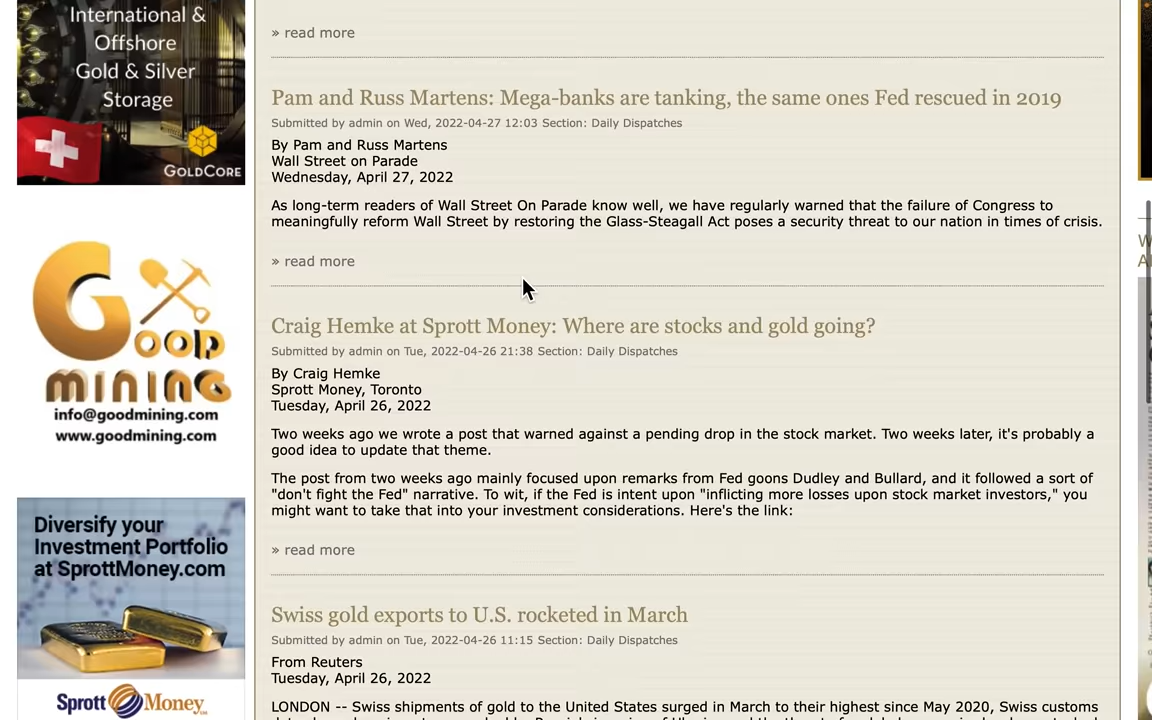 International &
Offshore
Gold & Silver
Storage
GOLDCORE
GOOD
MINING
info@goodmining.com
www.goodmining.com
Diversify your
Investment Portfolio
at SprottMoney.com
Sprott Money
» read more
Pam and Russ Martens: Mega-banks are tanking, the same ones Fed rescued in 2019
Submitted by admin on Wed, 2022-04-27 12:03 Section: Daily Dispatches
By Pam and Russ Martens
Wall Street on Parade
Wednesday, April 27, 2022
As long-term readers of Wall Street On Parade know well, we have regularly warned that the failure of Congress to
meaningfully reform Wall Street by restoring the Glass-Steagall Act poses a security threat to our nation in times of crisis.
» read more
Craig Hemke at Sprott Money: Where are stocks and gold going?
Submitted by admin on Tue, 2022-04-26 21:38 Section: Daily Dispatches
By Craig Hemke
Sprott Money, Toronto
Tuesday, April 26, 2022
Two weeks ago we wrote a post that warned against a pending drop in the stock market. Two weeks later, it's probably a
good idea to update that theme.
The post from two weeks ago mainly focused upon remarks from Fed goons Dudley and Bullard, and it followed a sort of
"don't fight the Fed" narrative. To wit, if the Fed is intent upon "inflicting more losses upon stock market investors," you
might want to take that into your investment considerations. Here's the link:
» read more
Swiss gold exports to U.S. rocketed in March
Submitted by admin on Tue, 2022-04-26 11:15 Section: Daily Dispatches
From Reuters
Tuesday, April 26, 2022
LONDON -- Swiss shipments of gold to the United States surged in March to their highest since May 2020, Swiss customs